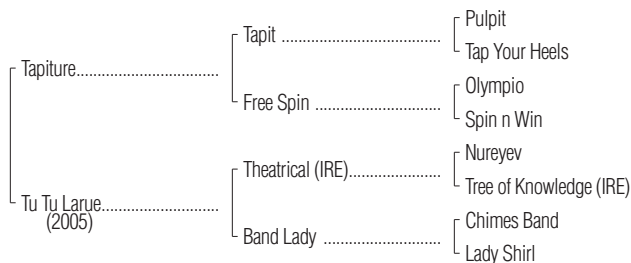 Pulpit
Tapit ........................................
Tap Your Heels
Tapiture....................................
Olympio
Free Spin ................................
Spin n Win
Nureyev
Theatrical (IRE).......................
Tree of Knowledge (IRE)
Tu Tu Larue.............................
(2005)
Chimes Band
Band Lady ..............................
Lady Shirl